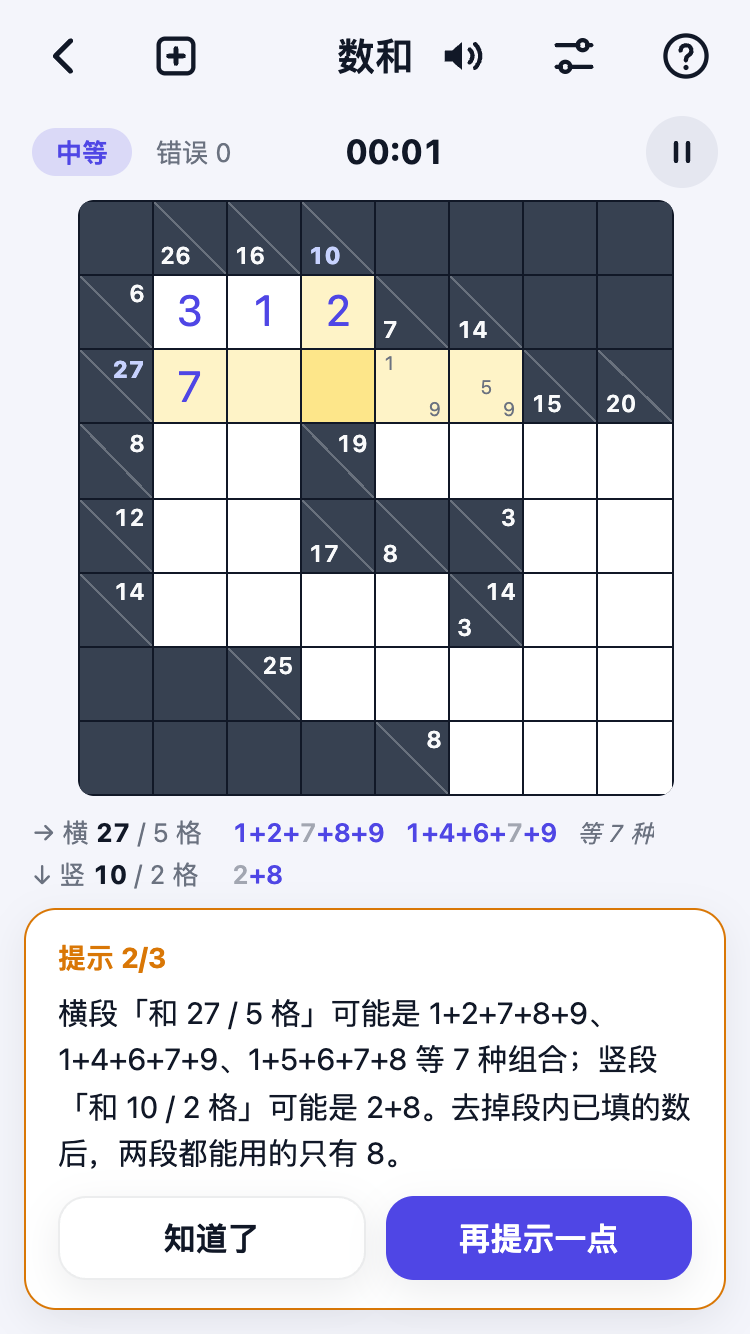 数和
中等 错误 0 00:01
26 16 10
6 3 1 2 7 14
27 7 1 9 5 9 15 20
8 19
12 17 8 3
14 3 14
25
8
→ 横 27 / 5 格 1+2+7+8+9 1+4+6+7+9 等 7 种
↓ 竖 10 / 2 格 2+8
提示 2/3
横段「和 27 / 5 格」可能是 1+2+7+8+9、
1+4+6+7+9、1+5+6+7+8 等 7 种组合；竖段
「和 10 / 2 格」可能是 2+8。去掉段内已填的数
后，两段都能用的只有 8。
知道了 再提示一点